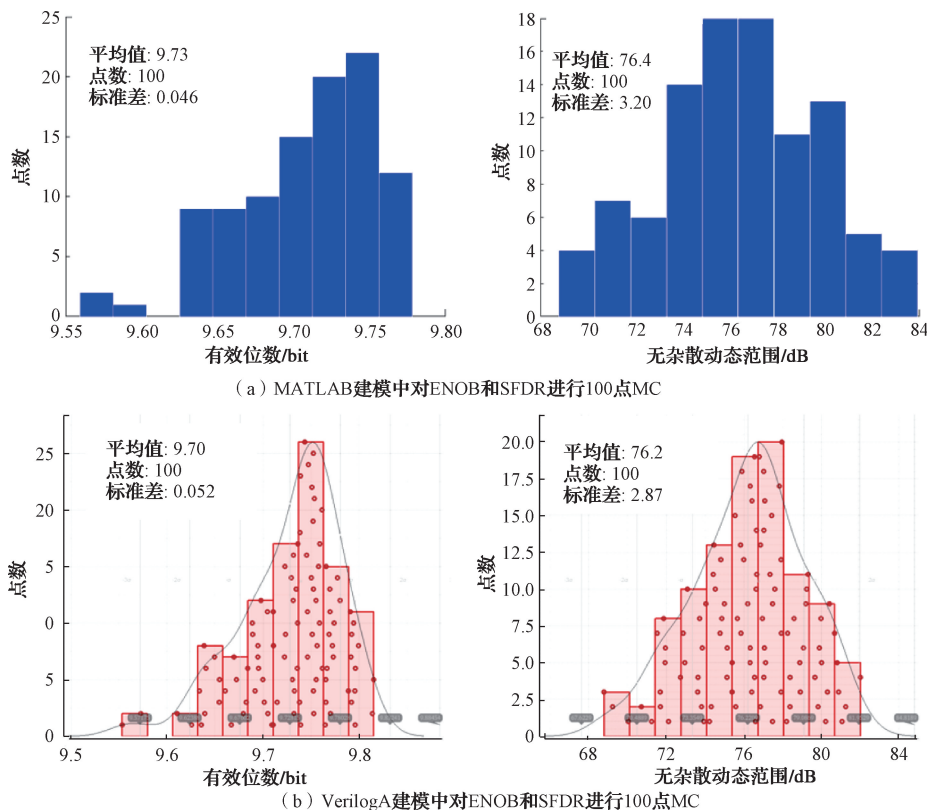 25
20
15
10
5
0
点数
平均值: 9.73
点数: 100
标准差: 0.046
9.55
9.60
9.65
9.70
9.75
9.80
有效位数/bit
18
16
14
12
10
8
6
4
2
0
点数
平均值: 76.4
点数: 100
标准差: 3.20
68
70
72
74
76
78
80
82
84
无杂散动态范围/dB
（a）MATLAB建模中对ENOB和SFDR进行100点MC
25
20
5
0
5
0
点数
平均值: 9.70
点数: 100
标准差: 0.052
9.5
9.6
9.7
9.8
有效位数/bit
20.0
17.5
15.0
12.5
10.0
7.5
5.0
2.5
0
点数
平均值: 76.2
点数: 100
标准差: 2.87
68
72
76
80
84
无杂散动态范围/dB
（b）VerilogA建模中对ENOB和SFDR进行100点MC